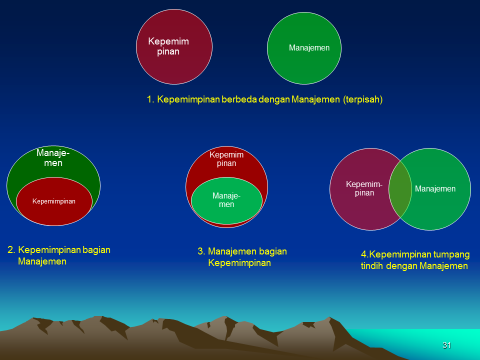 Kepemim
pinan
Manajemen
1. Kepemimpinan berbeda dengan Manajemen (terpisah)
Manaje-
men
Kepemimpinan
2. Kepemimpinan bagian
Manajemen
Kepemim
pinan
Manaje-
men
3. Manajemen bagian
Kepemimpinan
Kepemim-
pinan
Manajemen
4.Kepemimpinan tumpang
tindih dengan Manajemen
31